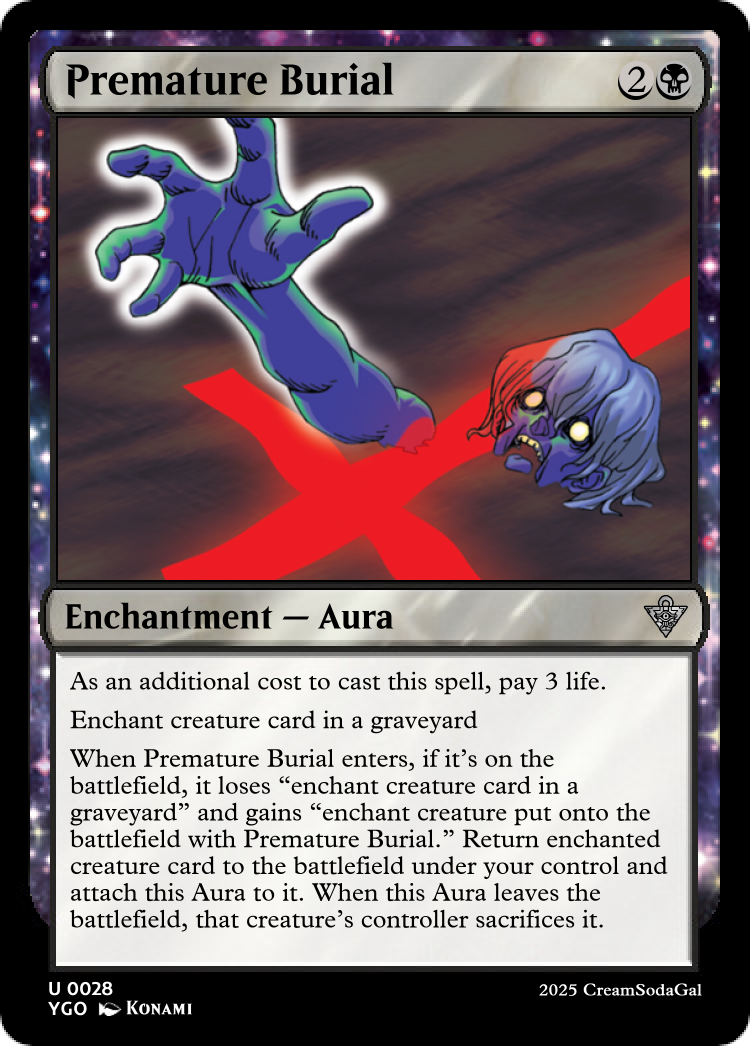 Premature Burial 2
Enchantment — Aura
As an additional cost to cast this spell, pay 3 life.
Enchant creature card in a graveyard
When Premature Burial enters, if it’s on the
battlefield, it loses “enchant creature card in a
graveyard” and gains “enchant creature put onto the
battlefield with Premature Burial.” Return enchanted
creature card to the battlefield under your control and
attach this Aura to it. When this Aura leaves the
battlefield, that creature’s controller sacrifices it.
U 0028
YGO KONAMI
2025 CreamSodaGal